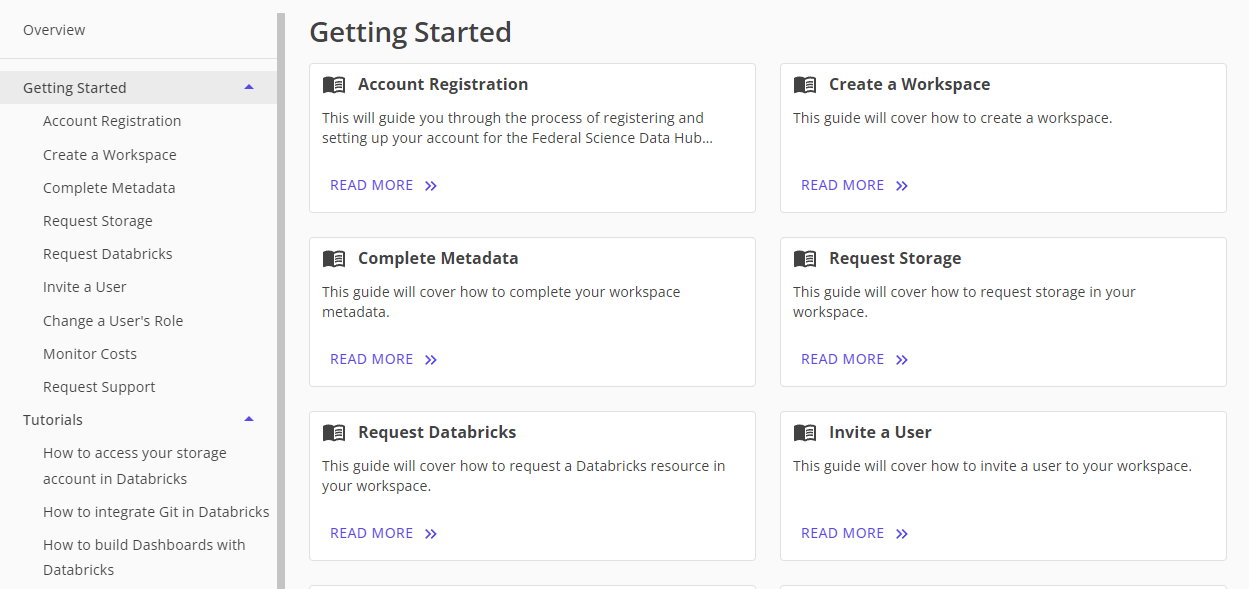 Overview
Getting Started
Account Registration
Create a Workspace
Complete Metadata
Request Storage
Request Databricks
Invite a User
Change a User's Role
Monitor Costs
Request Support
Tutorials
How to access your storage
account in Databricks
How to integrate Git in Databricks
How to build Dashboards with
Databricks
Getting Started
Account Registration
This will guide you through the process of registering and
setting up your account for the Federal Science Data Hub...
READ MORE
Create a Workspace
This guide will cover how to create a workspace.
READ MORE
Complete Metadata
This guide will cover how to complete your workspace
metadata.
READ MORE
Request Storage
This guide will cover how to request storage in your
workspace.
READ MORE
Request Databricks
This guide will cover how to request a Databricks resource in
your workspace.
READ MORE
Invite a User
This guide will cover how to invite a user to your workspace.
READ MORE